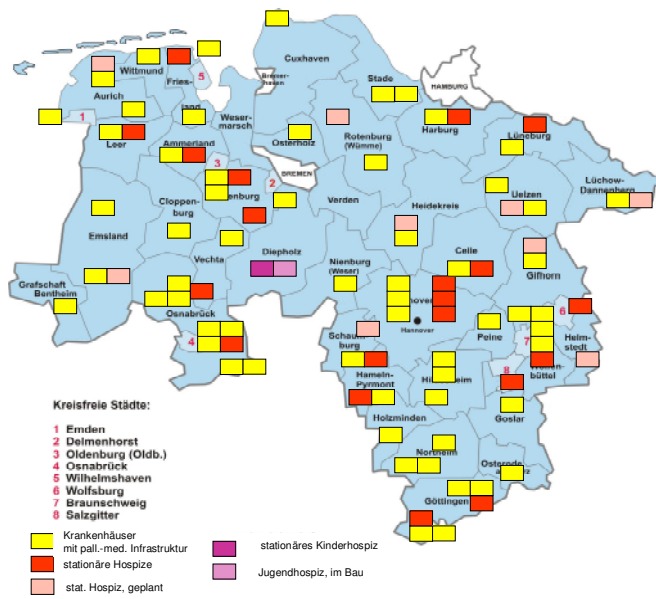 Cuxhaven
Bremer-
haven
Wittmund
Fries-
land
5
Aurich
Stade
HAMBURG
1
Weser-
marsch
Leer
Ammerland
Osterholz
Rotenburg
(Wümme)
Harburg
Lüneburg
3
2
BREMEN
Uelzen
Lüchow-
Dannenberg
Cloppen-
burg
Verden
Heidekreis
Emsland
Vechta
Diepholz
Nienburg
(Weser)
Celle
Gifhorn
Grafschaft
Bentheim
Osnabrück
4
Hannover
Schaum-
burg
Peine
6
7
Helm-
stedt
Hameln-
Pyrmont
8
büttel
Holzminden
Goslar
Northeim
Göttingen
Kreisfreie Städte:
1 Emden
2 Delmenhorst
3 Oldenburg (Oldb.)
4 Osnabrück
5 Wilhelmshaven
6 Wolfsburg
7 Braunschweig
8 Salzgitter
Krankenhäuser
mit pall.-med. Infrastruktur
stationäre Hospize
stat. Hospiz, geplant
stationäres Kinderhospiz
Jugendhospiz, im Bau